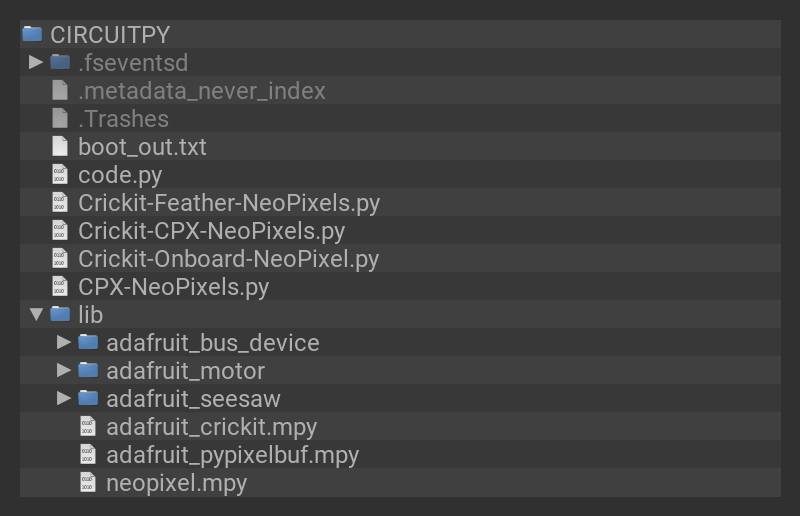 CIRCUITPY
.fseventsd
.metadata_never_index
.Trashes
boot_out.txt
code.py
Crickit-Feather-NeoPixels.py
Crickit-CPX-NeoPixels.py
Crickit-Onboard-NeoPixel.py
CPX-NeoPixels.py
lib
adafruit_bus_device
adafruit_motor
adafruit_seesaw
adafruit_crickit.mpy
adafruit_pypixelbuf.mpy
neopixel.mpy